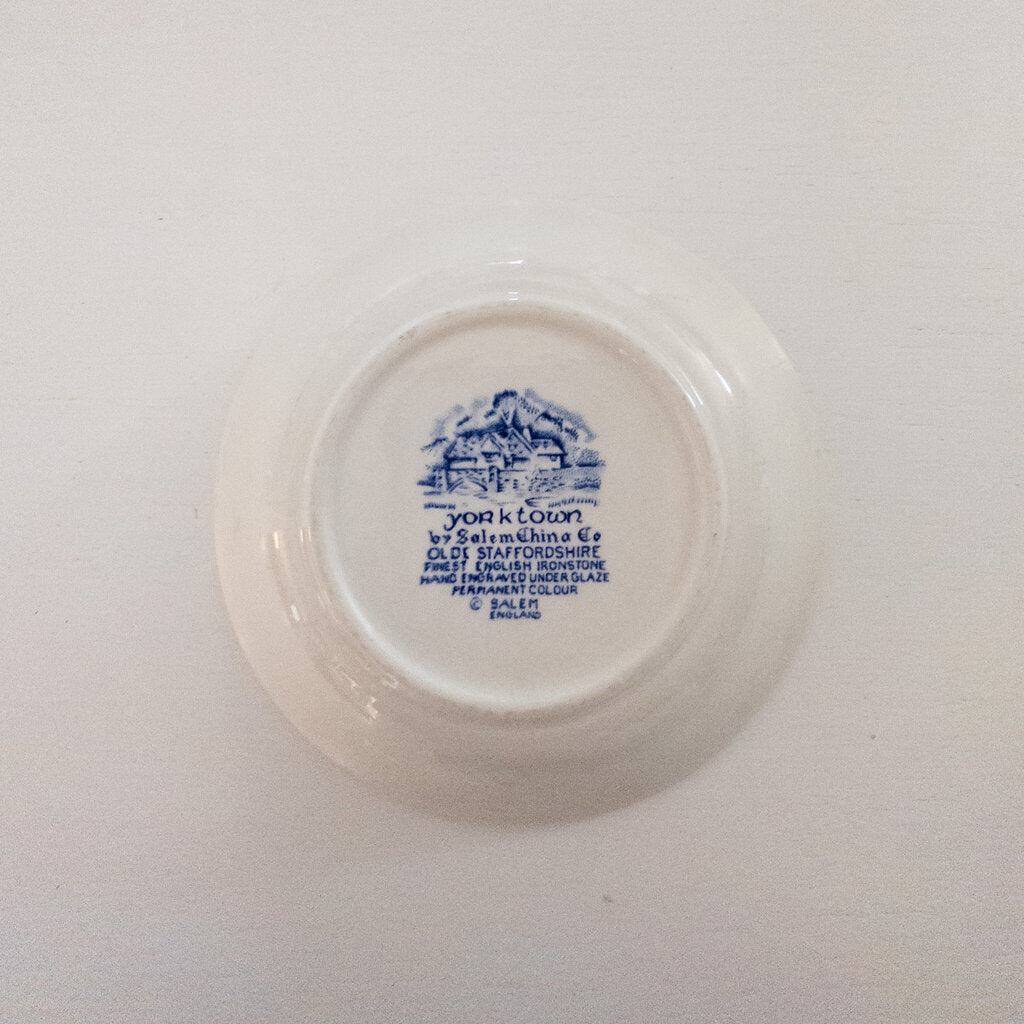 yorktown
by Salem China Co
OLDE STAFFORDSHIRE
FINEST ENGLISH IRONSTONE
HAND ENGRAVED UNDER GLAZE
PERMANENT COLOUR
© SALEM
ENGLAND